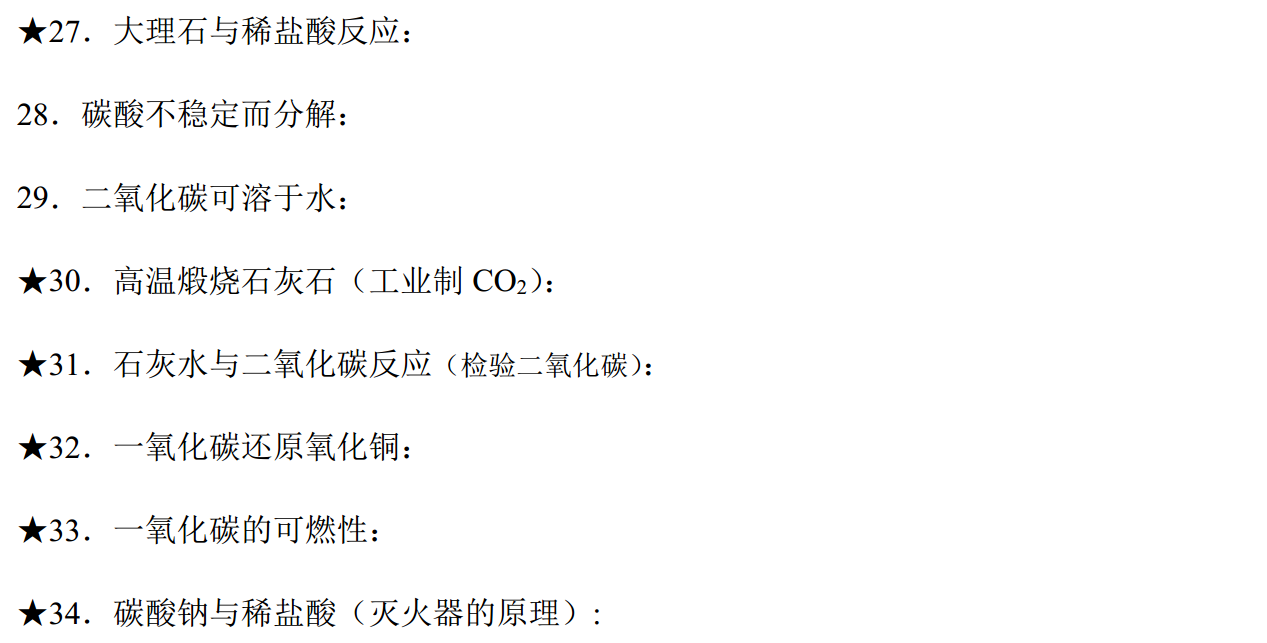 ★27．大理石与稀盐酸反应：
28．碳酸不稳定而分解：
29．二氧化碳可溶于水：
★30．高温煅烧石灰石（工业制 CO₂）：
★31．石灰水与二氧化碳反应（检验二氧化碳）：
★32．一氧化碳还原氧化铜：
★33．一氧化碳的可燃性：
★34．碳酸钠与稀盐酸（灭火器的原理）: